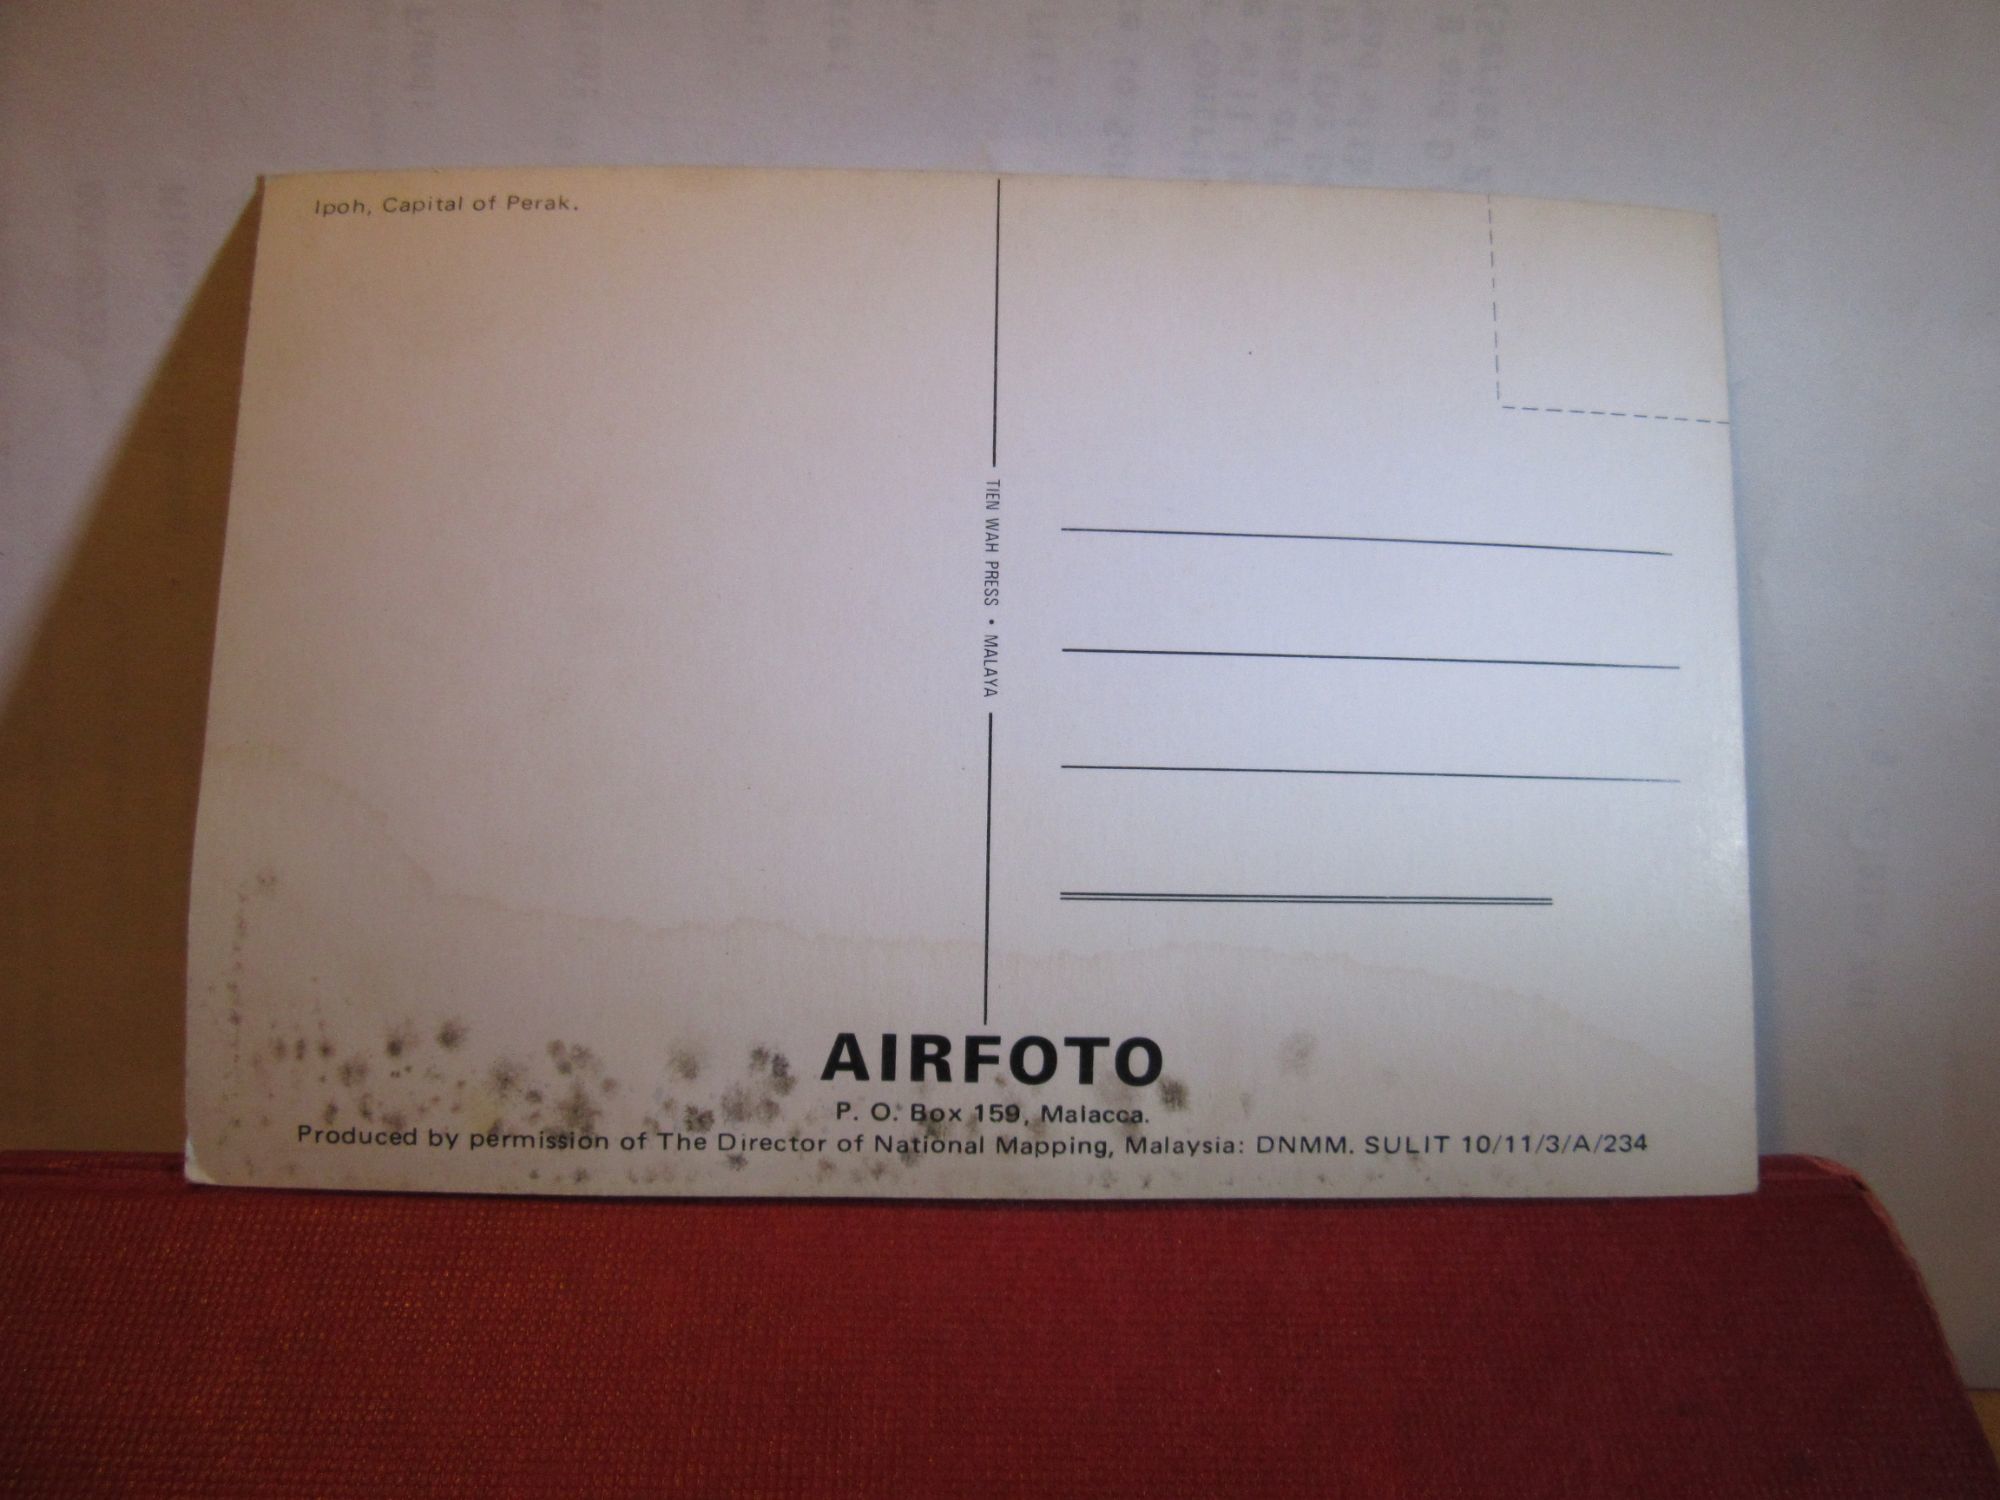 Ipoh, Capital of Perak.
TIEN WAH PRESS • MALAYA
AIRFOTO
P. O. Box 159, Malacca.
Produced by permission of The Director of National Mapping, Malaysia: DNMM. SULIT 10/11/3/A/234